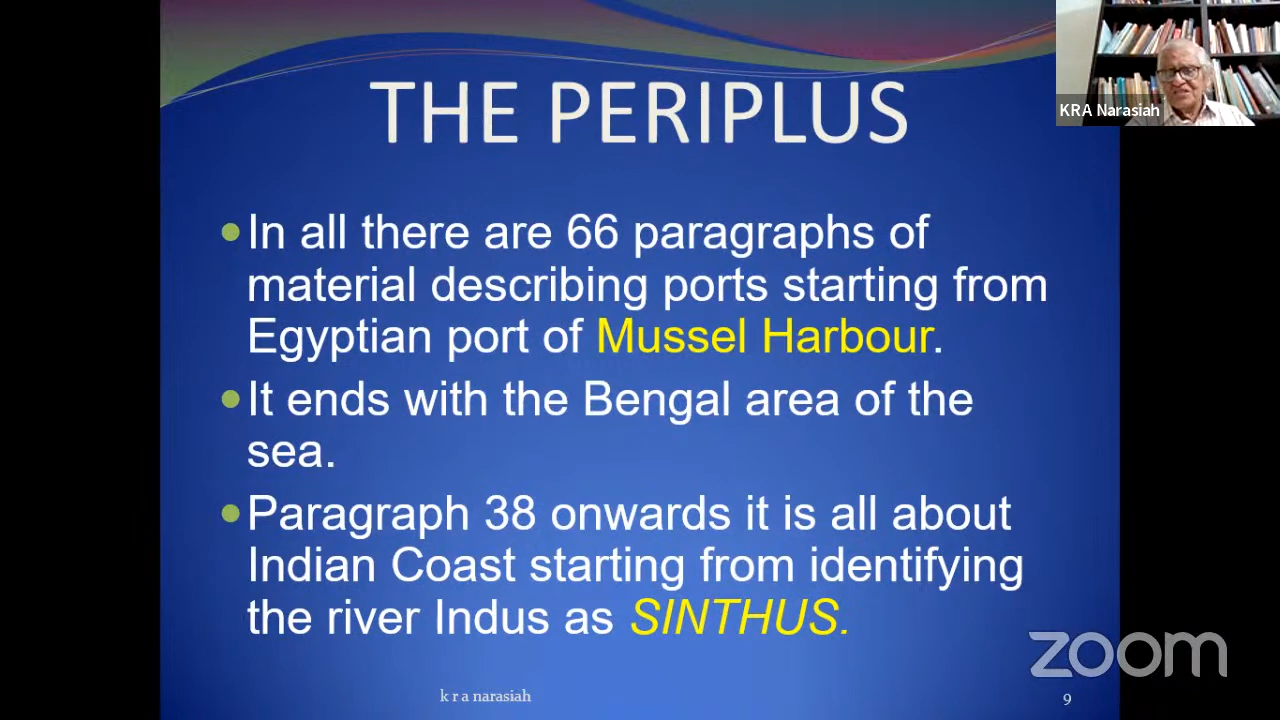 THE PERIPLUS
KRA Narasiah
In all there are 66 paragraphs of
material describing ports starting from
Egyptian port of Mussel Harbour.
It ends with the Bengal area of the
sea.
Paragraph 38 onwards it is all about
Indian Coast starting from identifying
the river Indus as SINTHUS.
zoom
k r a narasiah
9